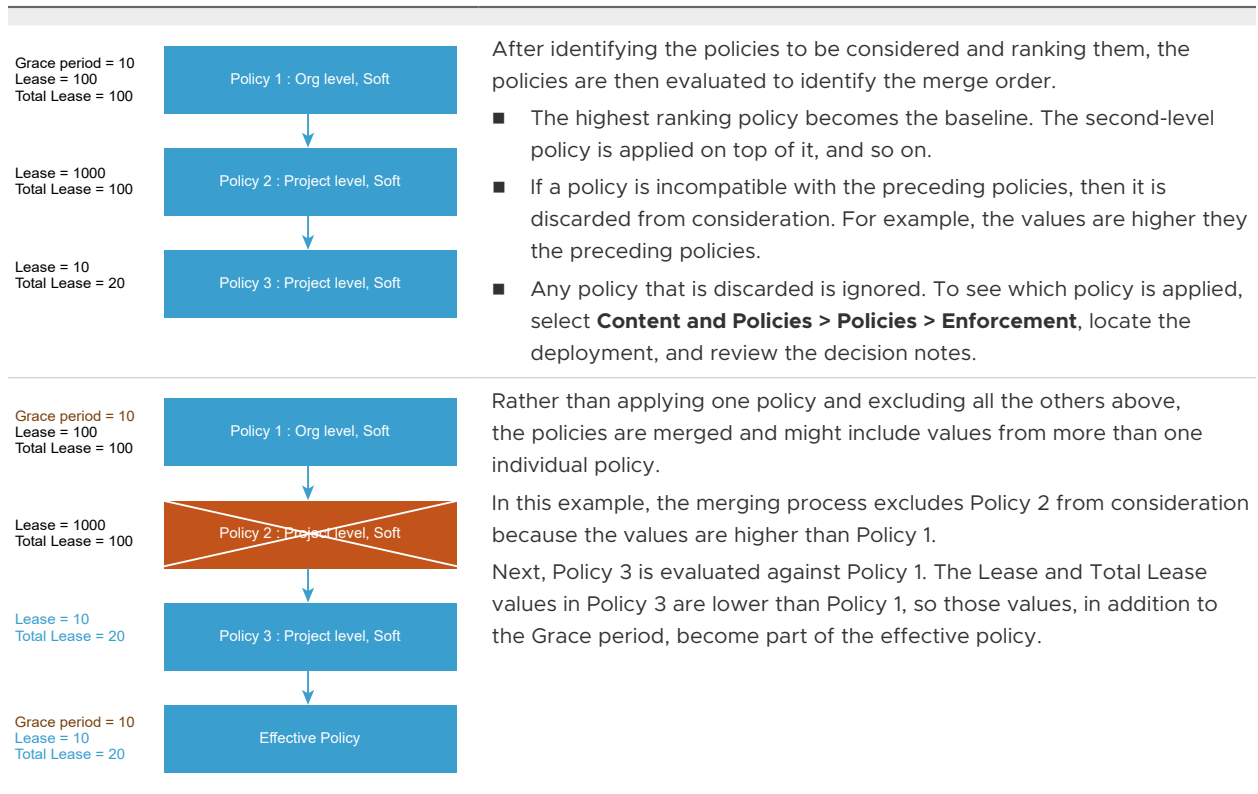 Grace period = 10
Lease = 100
Total Lease = 100
Policy 1 : Org level, Soft
Lease = 1000
Total Lease = 100
Policy 2 : Project level, Soft
Lease = 10
Total Lease = 20
Policy 3 : Project level, Soft
After identifying the policies to be considered and ranking them, the
policies are then evaluated to identify the merge order.
■ The highest ranking policy becomes the baseline. The second-level
policy is applied on top of it, and so on.
■ If a policy is incompatible with the preceding policies, then it is
discarded from consideration. For example, the values are higher they
the preceding policies.
■ Any policy that is discarded is ignored. To see which policy is applied,
select Content and Policies > Policies > Enforcement, locate the
deployment, and review the decision notes.
Grace period = 10
Lease = 100
Total Lease = 100
Policy 1 : Org level, Soft
Lease = 1000
Total Lease = 100
Policy 2 : Project level, Soft
Lease = 10
Total Lease = 20
Policy 3 : Project level, Soft
Grace period = 10
Lease = 10
Total Lease = 20
Effective Policy
Rather than applying one policy and excluding all the others above,
the policies are merged and might include values from more than one
individual policy.
In this example, the merging process excludes Policy 2 from consideration
because the values are higher than Policy 1.
Next, Policy 3 is evaluated against Policy 1. The Lease and Total Lease
values in Policy 3 are lower than Policy 1, so those values, in addition to
the Grace period, become part of the effective policy.